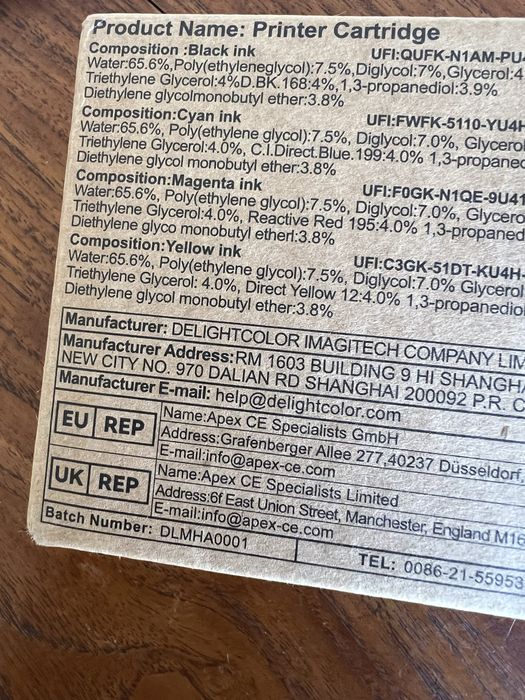 Product Name: Printer Cartridge
Composition :Black ink UFI:QUFK-N1AM-PU4
Water:65.6%,Poly(ethyleneglycol):7.5%,Diglycol:7%,Glycerol:4
Triethylene Glycerol:4%D.BK.168:4%,1,3-propanediol:3.9%
Diethylene glycolmonobutyl ether:3.8%
Composition:Cyan ink UFI:FWFK-5110-YU4H
Water:65.6%, Poly(ethylene glycol):7.5%, Diglycol:7.0%, Glycerol
Triethylene Glycerol:4.0%, C.I.Direct.Blue.199:4.0% 1,3-propaned
Diethylene glycol monobutyl ether:3.8%
Composition:Magenta ink UFI:F0GK-N1QE-9U41
Water:65.6%, Poly(ethylene glycol):7.5%, Diglycol:7.0%, Glycero
Triethylene Glycerol:4.0%, Reactive Red 195:4.0% 1,3-propaned
Diethylene glyco monobutyl etherl:3.8%
Composition:Yellow ink UFI:C3GK-51DT-KU4H-
Water:65.6%, Poly(ethylene glycol):7.5%, Diglycol:7.0% Glycerol
Triethylene Glycerol: 4.0%, Direct Yellow 12:4.0% 1,3-propanedio
Diethylene glycol monobutyl ether:3.8%
Manufacturer: DELIGHTCOLOR IMAGITECH COMPANY LIM
Manufacturer Address:RM 1603 BUILDING 9 HI SHANGHA
NEW CITY NO. 970 DALIAN RD SHANGHAI 200092 P.R. C
Manufacturer E-mail: help@delightcolor.com
EU REP
Name:Apex CE Specialists GmbH
Address:Grafenberger Allee 277,40237 Düsseldorf,
E-mail:info@apex-ce.com
UK REP
Name:Apex CE Specialists Limited
Address:6f East Union Street, Manchester, England M16
E-mail:info@apex-ce.com
Batch Number: DLMHA0001
TEL: 0086-21-55953